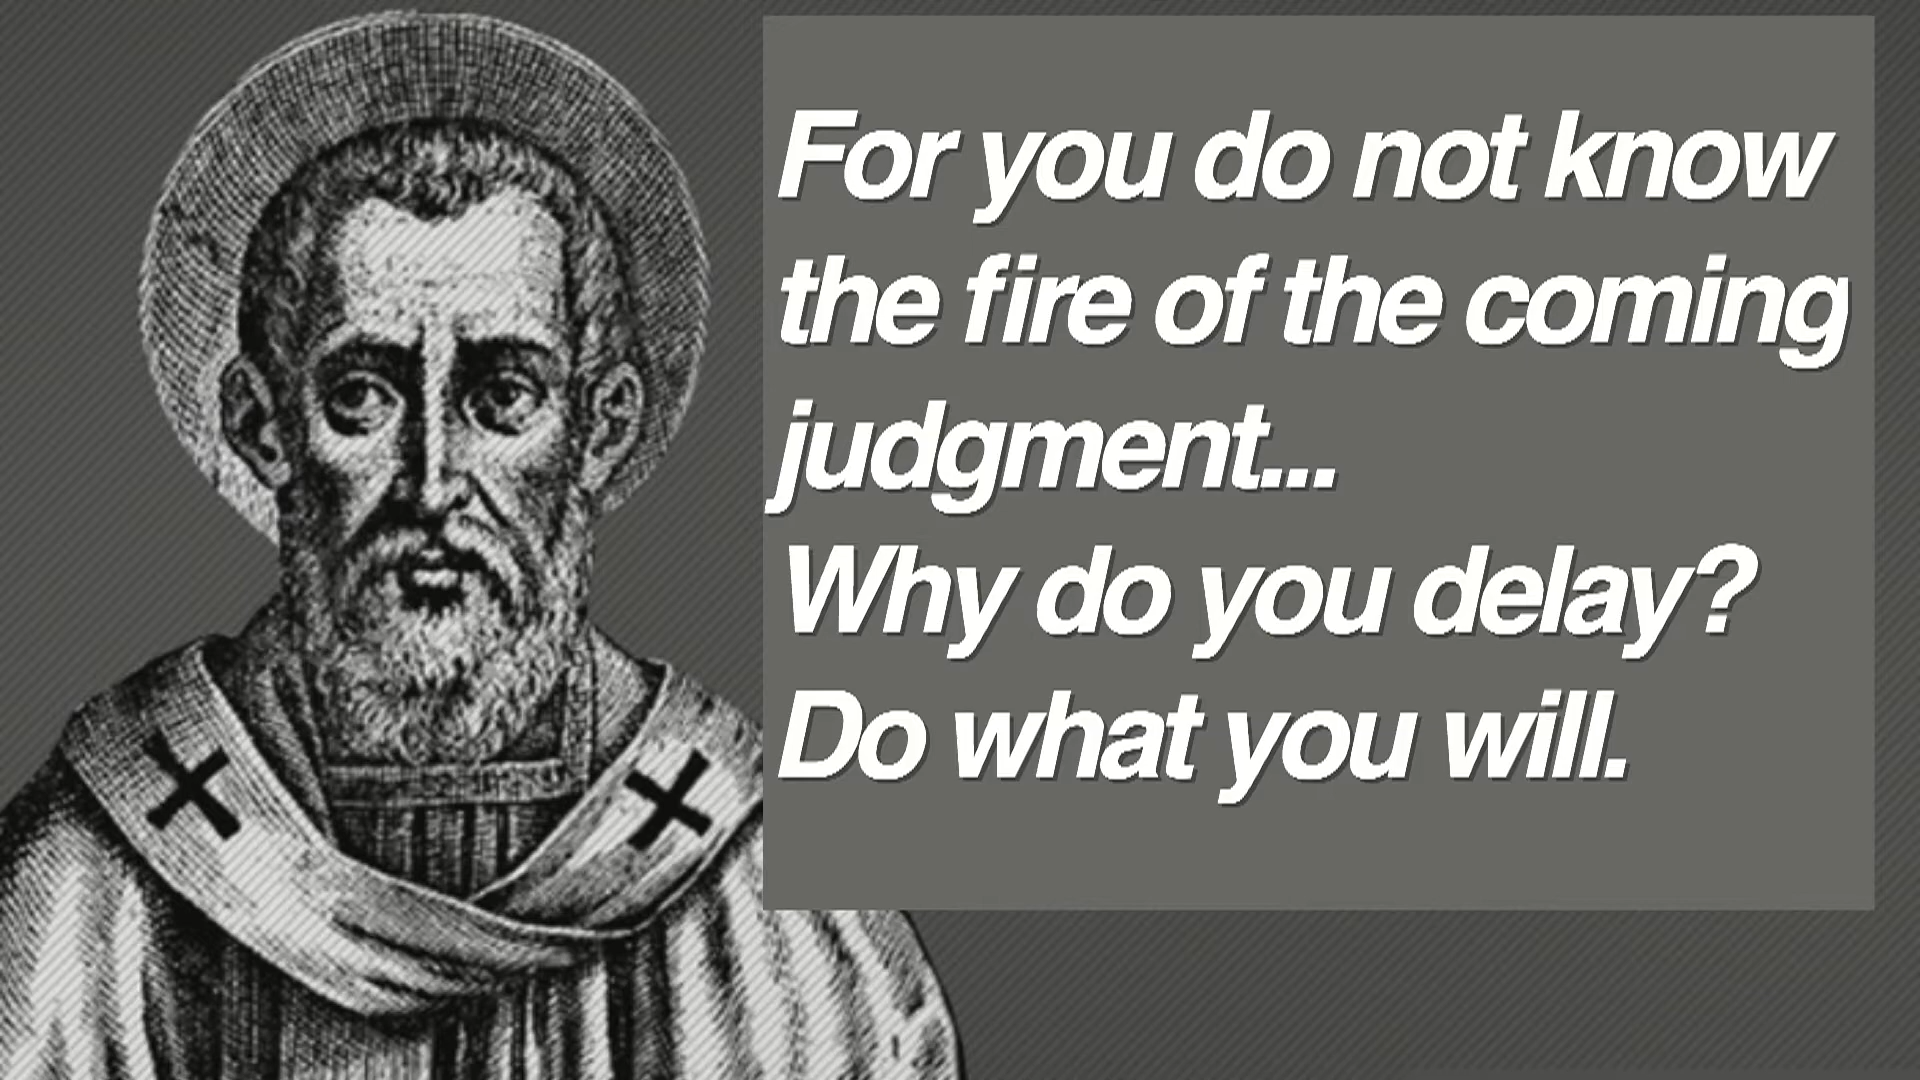 For you do not know
the fire of the coming
judgment...
Why do you delay?
Do what you will.